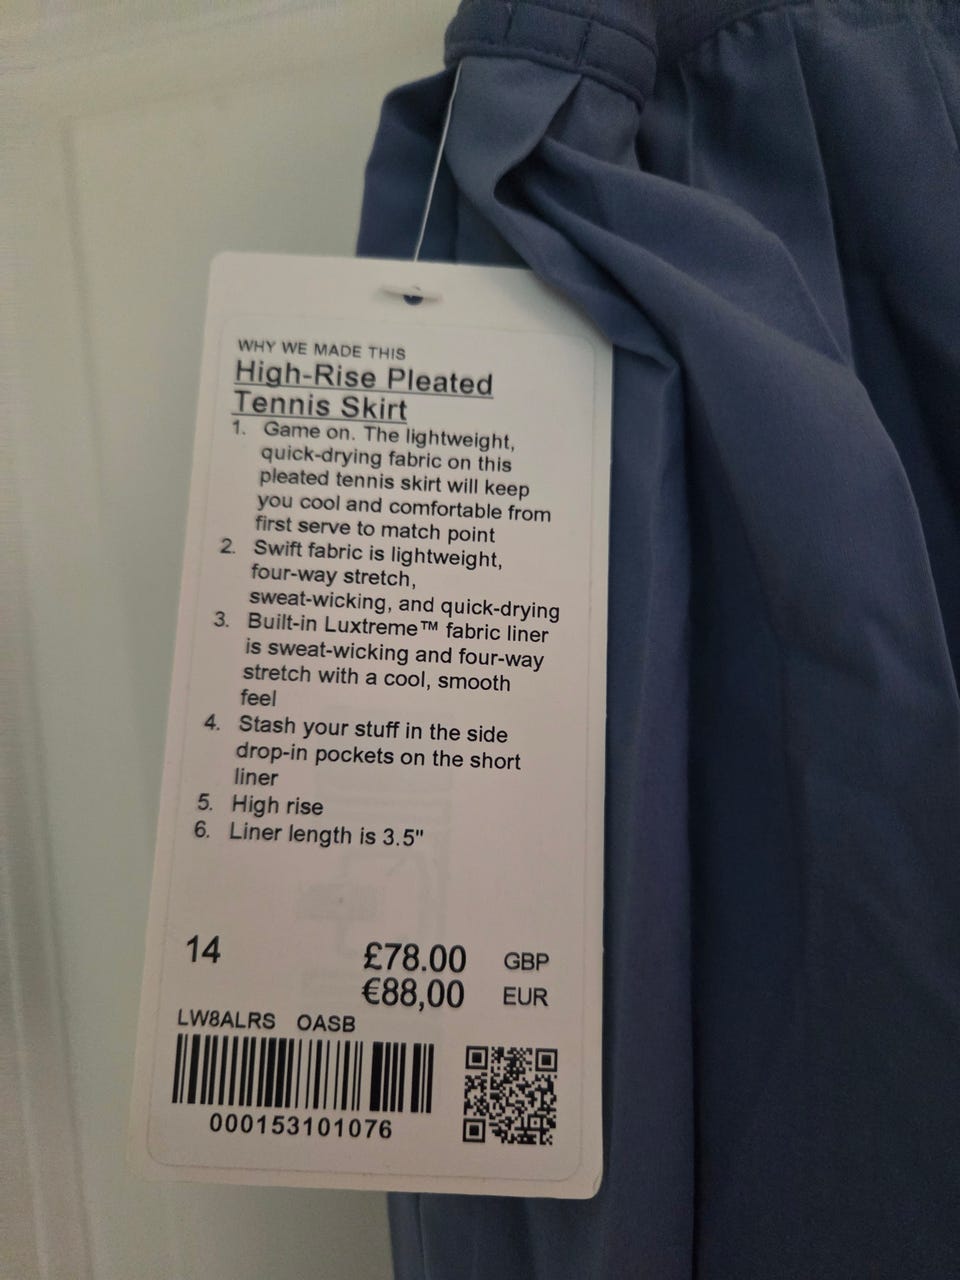 WHY WE MADE THIS
High-Rise Pleated
Tennis Skirt
1. Game on. The lightweight,
quick-drying fabric on this
pleated tennis skirt will keep
you cool and comfortable from
first serve to match point
2. Swift fabric is lightweight,
four-way stretch,
sweat-wicking, and quick-drying
3. Built-in Luxtreme™ fabric liner
is sweat-wicking and four-way
stretch with a cool, smooth
feel
4. Stash your stuff in the side
drop-in pockets on the short
liner
5. High rise
6. Liner length is 3.5"
14 £78.00 GBP
€88,00 EUR
LW8ALRS OASB
000153101076